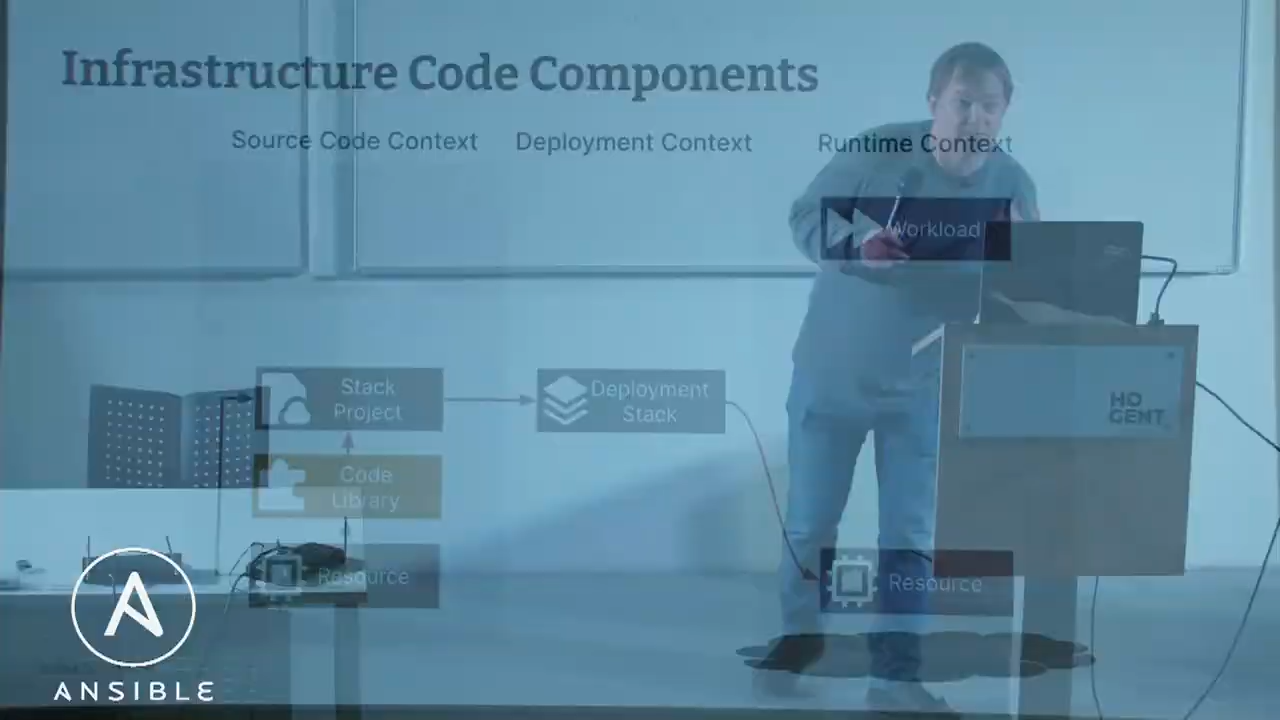 Infrastructure Code Components
Source Code Context
Deployment Context
Runtime Context
Workload
Stack
Project
Deployment
Stack
Code
Library
Resource
Resource
HO
GENT
ANSIBLE